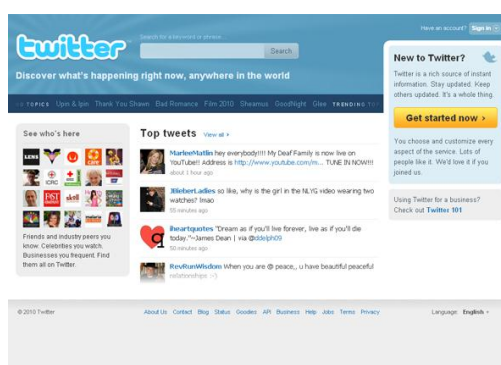 Have an account? Sign in
twitter
Search for a keyword or phrase...
Search
Discover what's happening right now, anywhere in the world
TOPICS Upin & Ipin Thank You Shawn Bad Romance Film 2010 Sheamus GoodNight Glee TRENDING
New to Twitter?
Twitter is a rich source of instant
information. Stay updated. Keep
others updated. It's a whole thing.
Get started now ›
You choose and customize every
aspect of the service. Lots of
people like it. We'd love it if you
joined us.
Using Twitter for a business?
Check out Twitter 101
See who's here
LENS
ICRC
FAST
skoll
malaria
(RED)
Friends and industry peers you
know. Celebrities you watch.
Businesses you frequent. Find
them all on Twitter.
Top tweets View all
MarleeMatlin hey everybody!!!! My Deaf Family is now live on
YouTube!! Address is http://www.youtube.com/m... TUNE IN NOW!!!
about 1 hour ago
JBieberLadies so like, why is the girl in the NLYG video wearing two
watches? lmao
55 minutes ago
iheartquotes "Dream as if you'll live forever, live as if you'll die
today."~James Dean | via @ddelph09
50 minutes ago
RevRunWisdom When you are @ peace,, u have beautiful peaceful
relationships :-)
© 2010 Twitter
About Us Contact Blog Status Goodies API Business Help Jobs Terms Privacy
Language: English